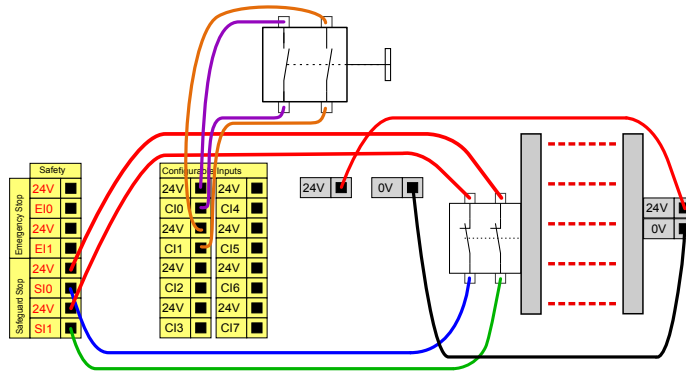 Safety
Emergency Stop
24V
EI0
24V
EI1
Safeguard Stop
24V
SI0
24V
SI1
Configurable Inputs
24V 24V
CI0 CI4
24V 24V
CI1 CI5
24V 24V
CI2 CI6
24V 24V
CI3 CI7
24V
0V
24V
0V